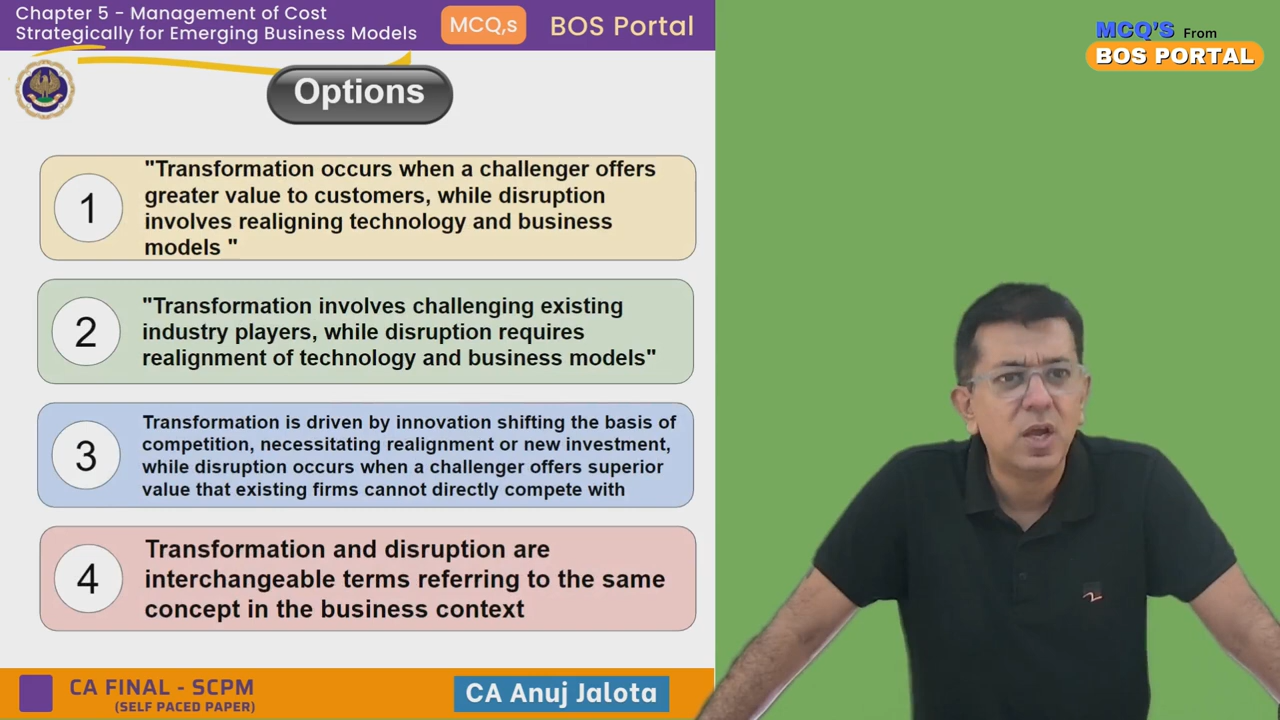 Chapter 5 - Management of Cost
Strategically for Emerging Business Models
MCQ,s
BOS Portal
MCQ'S From
BOS PORTAL
Options
1
"Transformation occurs when a challenger offers
greater value to customers, while disruption
involves realigning technology and business
models "
2
"Transformation involves challenging existing
industry players, while disruption requires
realignment of technology and business models"
3
Transformation is driven by innovation shifting the basis of
competition, necessitating realignment or new investment,
while disruption occurs when a challenger offers superior
value that existing firms cannot directly compete with
4
Transformation and disruption are
interchangeable terms referring to the same
concept in the business context
CA FINAL - SCPM
(SELF PACED PAPER)
CA Anuj Jalota